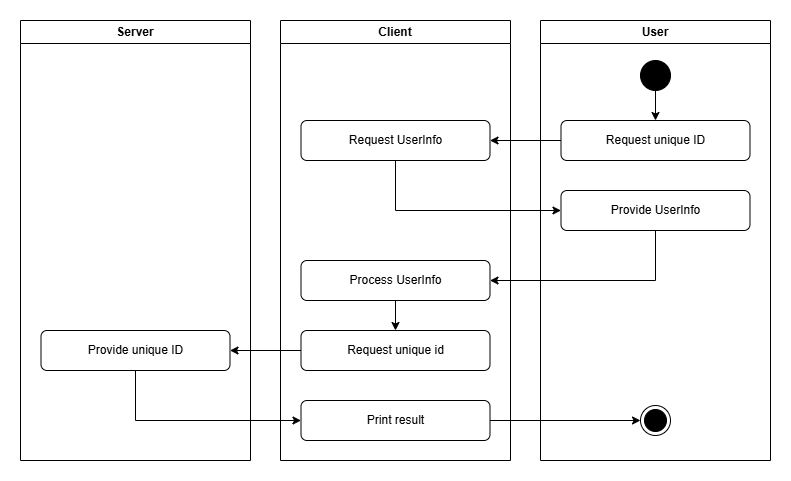 Server
Client
User
Request UserInfo
Request unique ID
Provide UserInfo
Process UserInfo
Provide unique ID
Request unique id
Print result